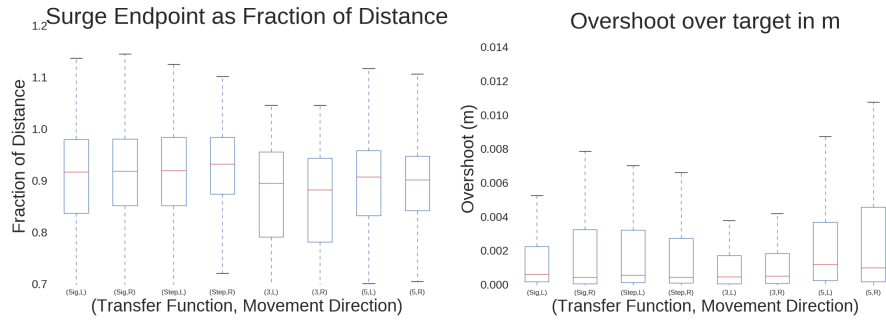 Surge Endpoint as Fraction of Distance
1.2
1.1
1.0
0.9
0.8
0.7
Fraction of Distance
(Sig,L) (Sig,R) (Step,L) (Step,R) (3,L) (3,R) (5,L) (5,R)
(Transfer Function, Movement Direction)
Overshoot over target in m
0.014
0.012
0.010
0.008
0.006
0.004
0.002
0.000
Overshoot (m)
(Sig,L) (Sig,R) (Step,L) (Step,R) (3,L) (3,R) (5,L) (5,R)
(Transfer Function, Movement Direction)